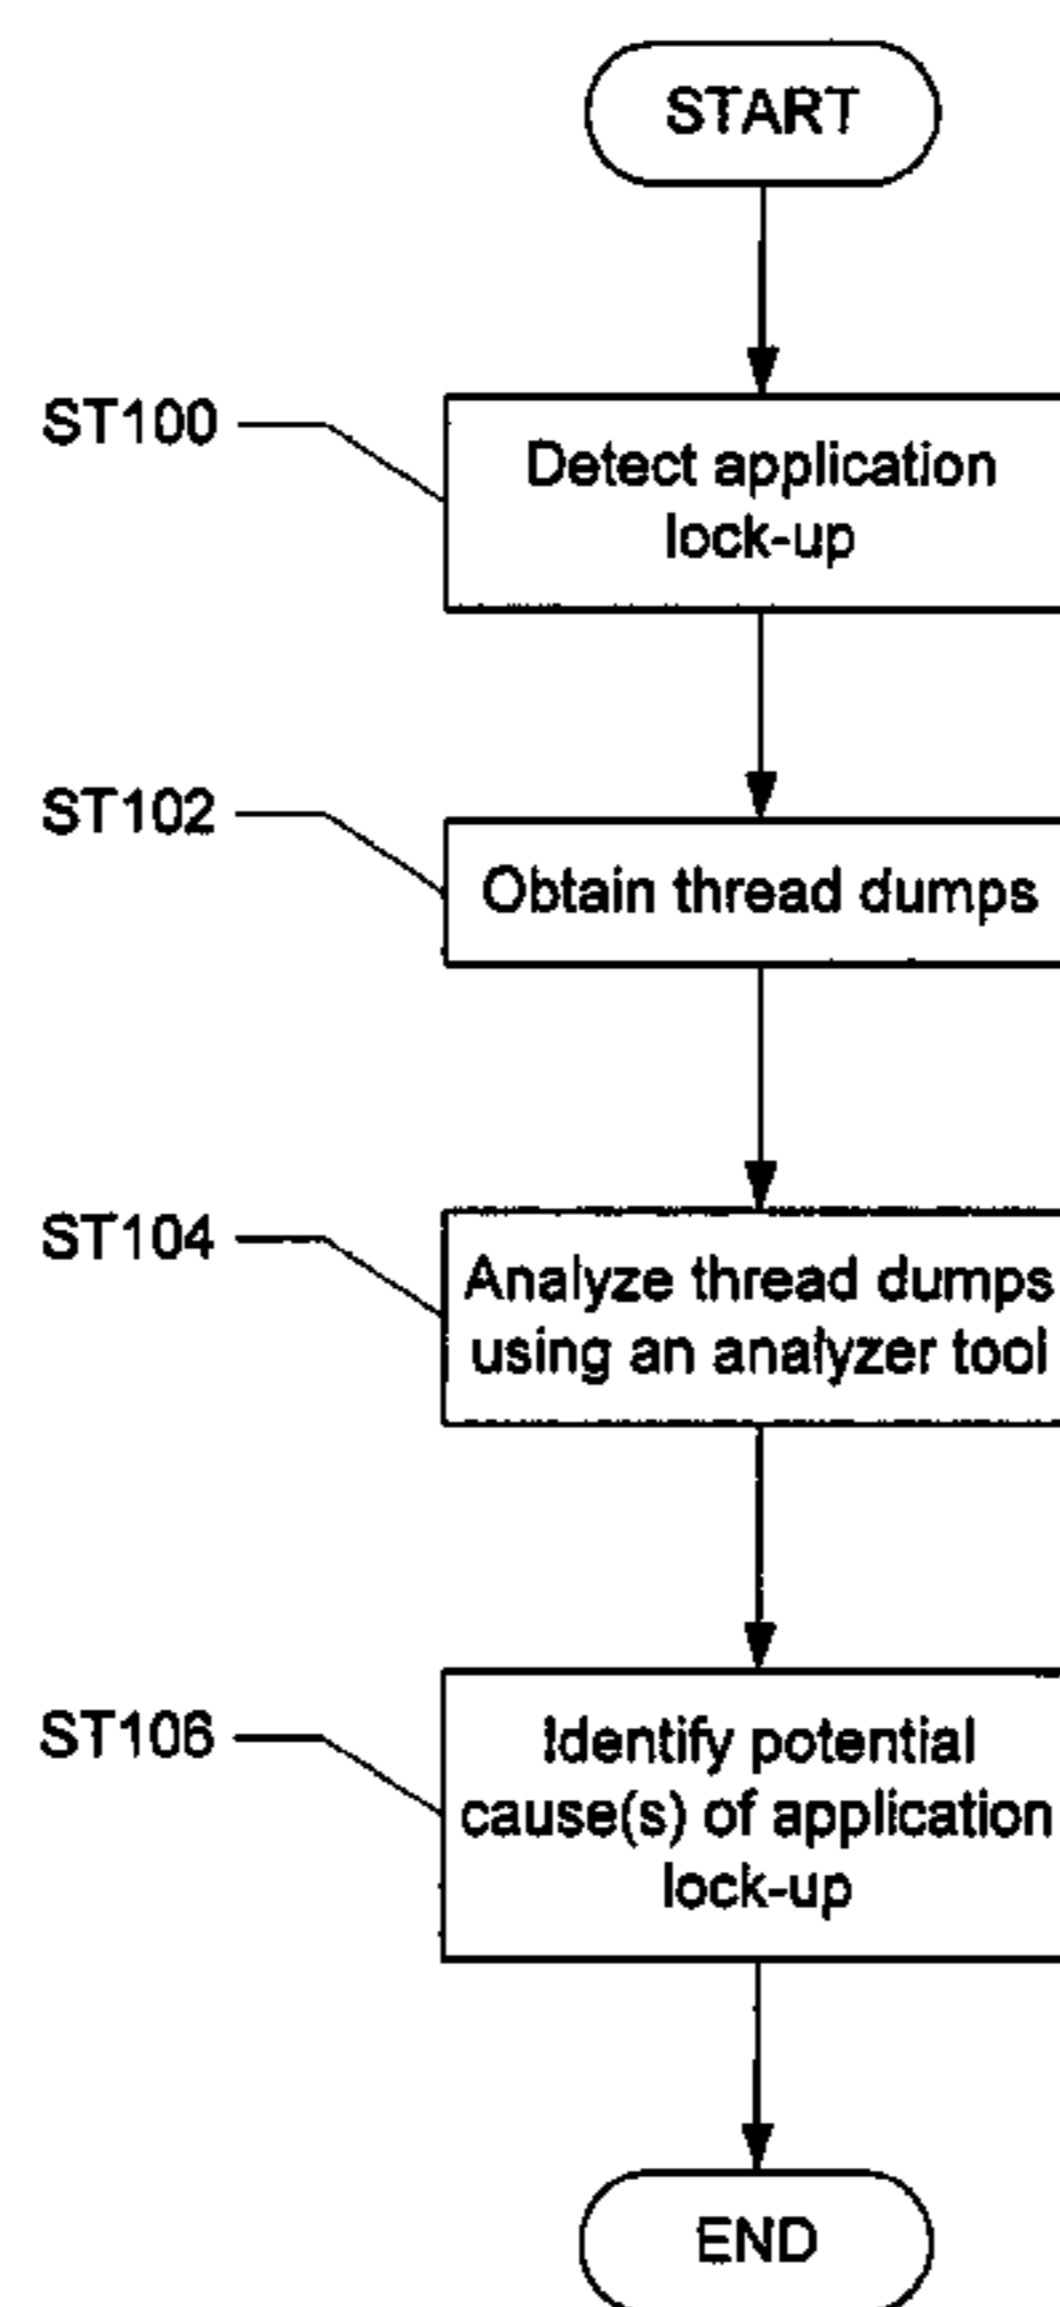 START
ST100
Detect application
lock-up
ST102
Obtain thread dumps
ST104
Analyze thread dumps
using an analyzer tool
ST106
Identify potential
cause(s) of application
lock-up
END